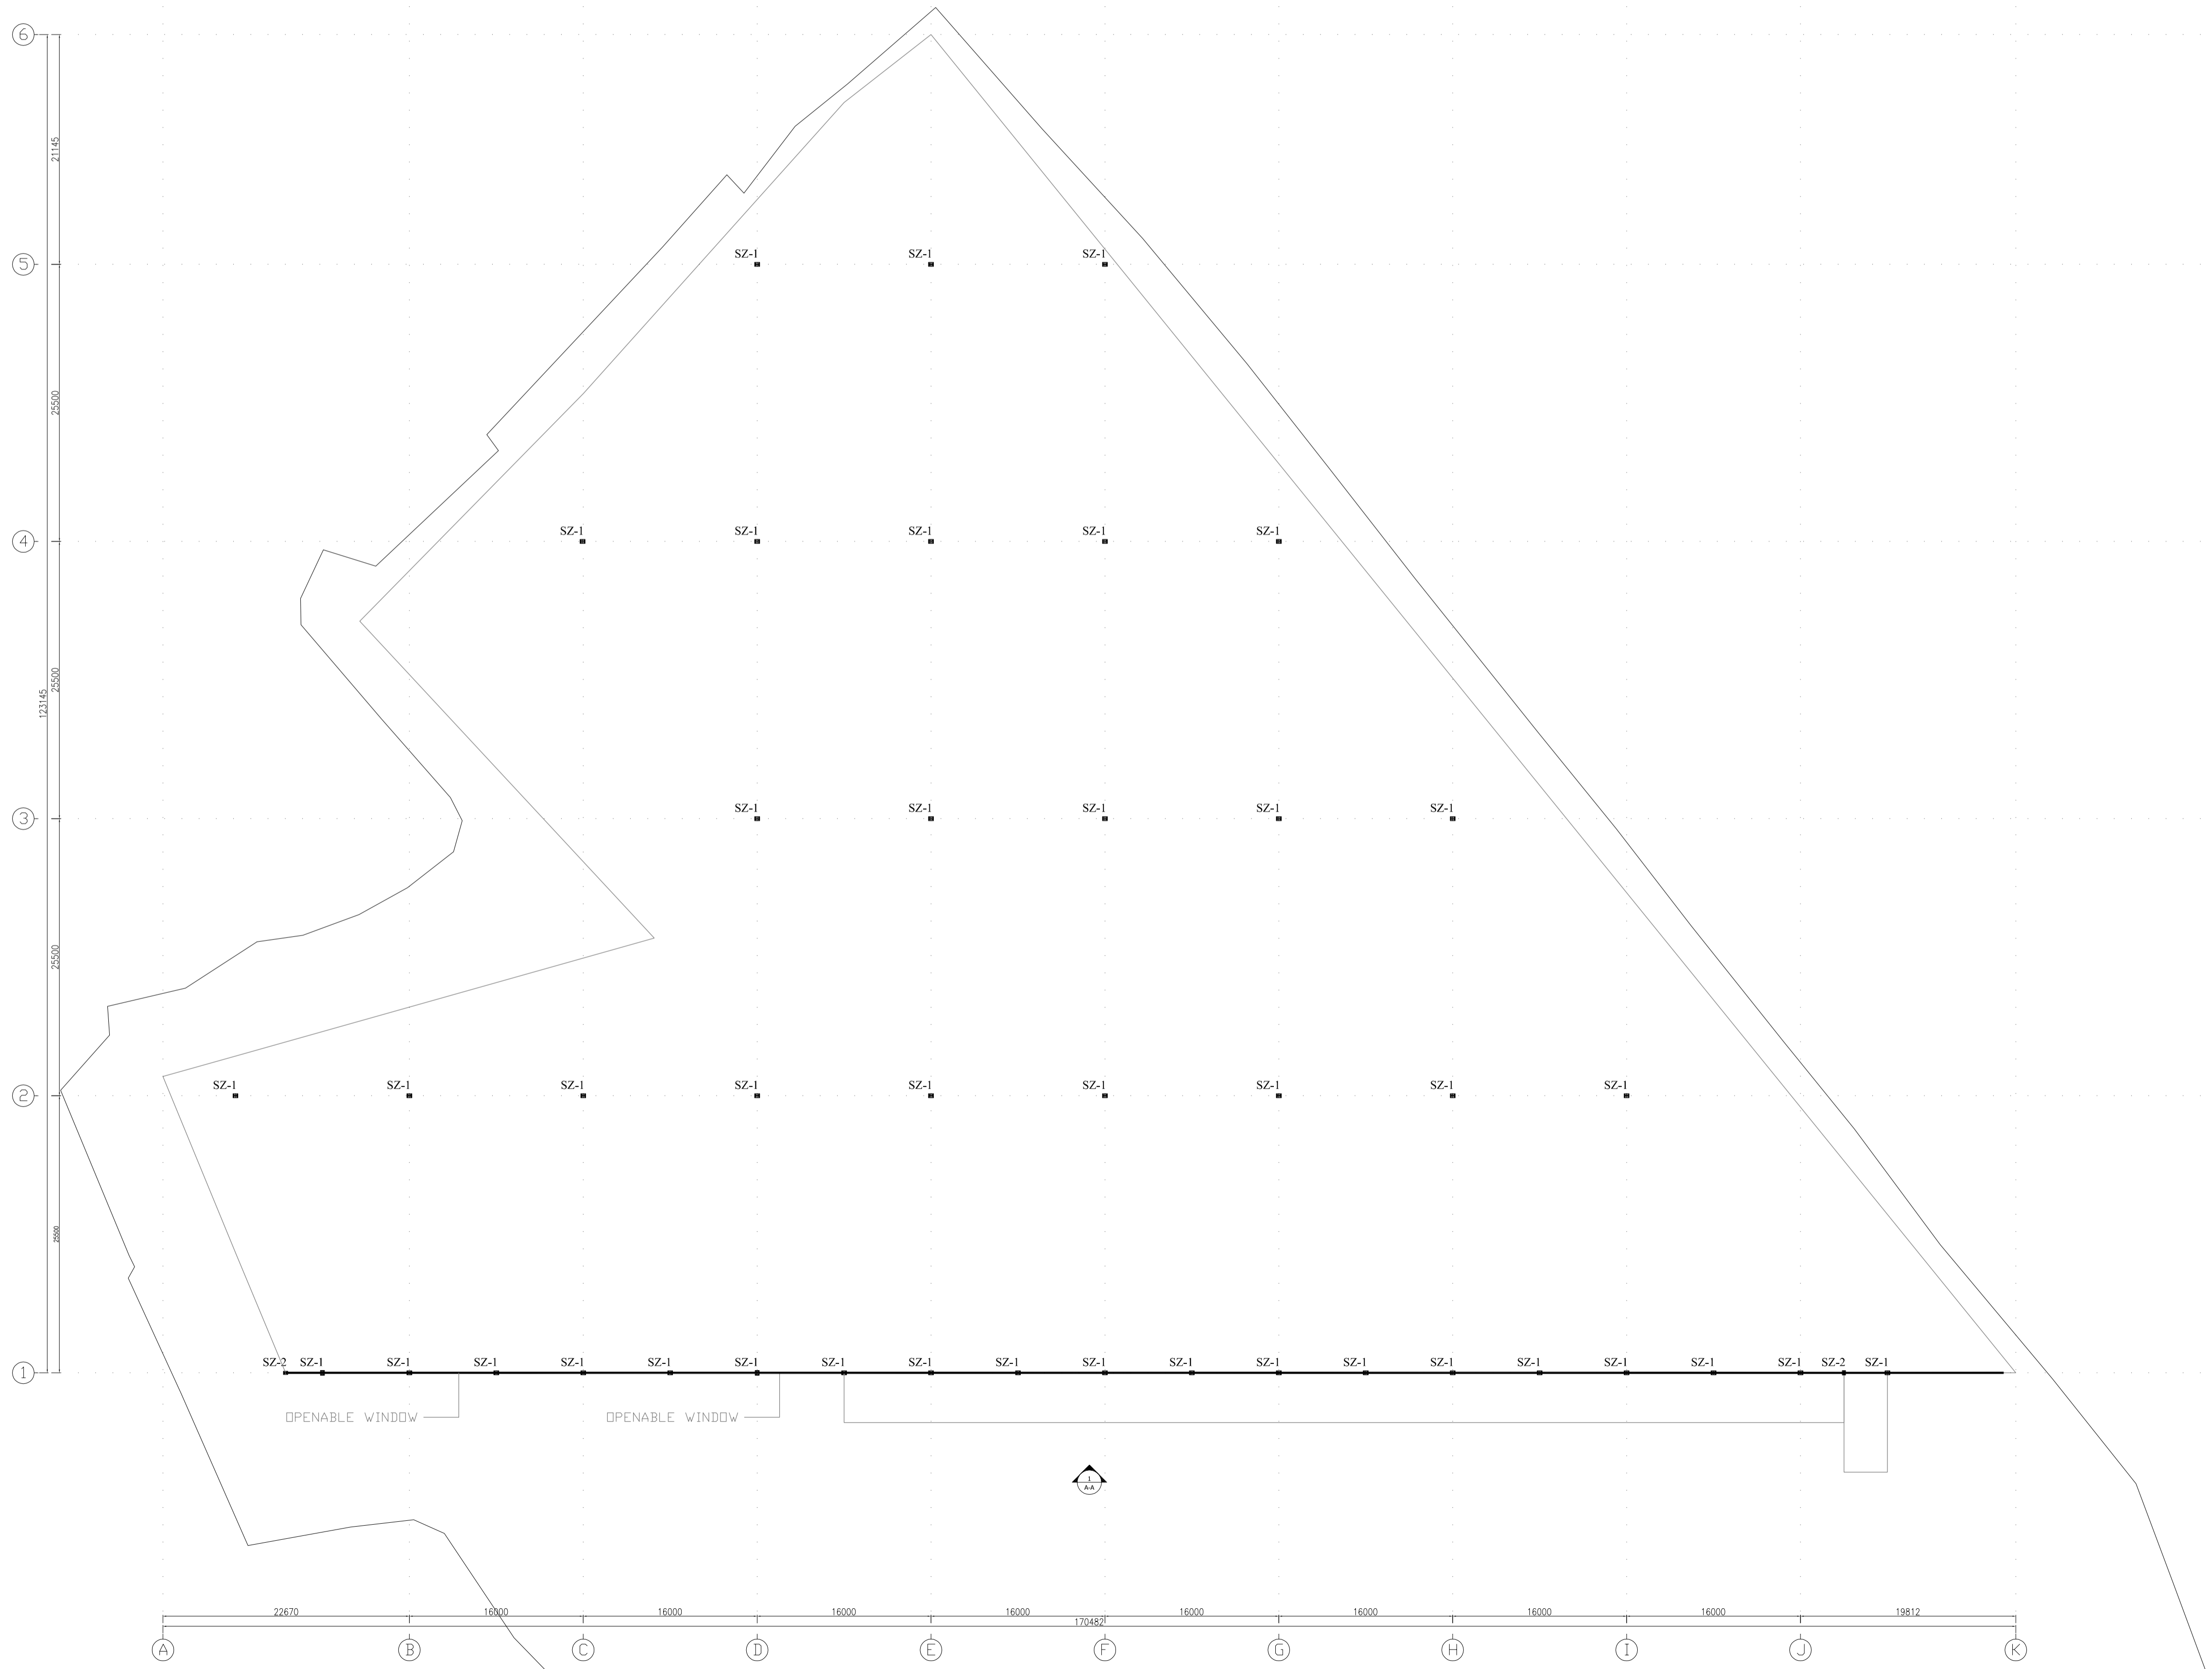 6
21145
5
SZ-1 SZ-1 SZ-1
25500
4
SZ-1 SZ-1 SZ-1 SZ-1 SZ-1
25500
123145
3
SZ-1 SZ-1 SZ-1 SZ-1 SZ-1
25500
2
SZ-1 SZ-1 SZ-1 SZ-1 SZ-1 SZ-1 SZ-1 SZ-1 SZ-1
25500
1
SZ-2 SZ-1 SZ-1 SZ-1 SZ-1 SZ-1 SZ-1 SZ-1 SZ-1 SZ-1 SZ-1 SZ-1 SZ-1 SZ-1 SZ-1 SZ-1 SZ-1 SZ-1 SZ-1 SZ-2 SZ-1
OPENABLE WINDOW OPENABLE WINDOW
1
A-A
22670 16000 16000 16000 16000 16000 16000 16000 16000 19812
170482
A B C D E F G H I J K